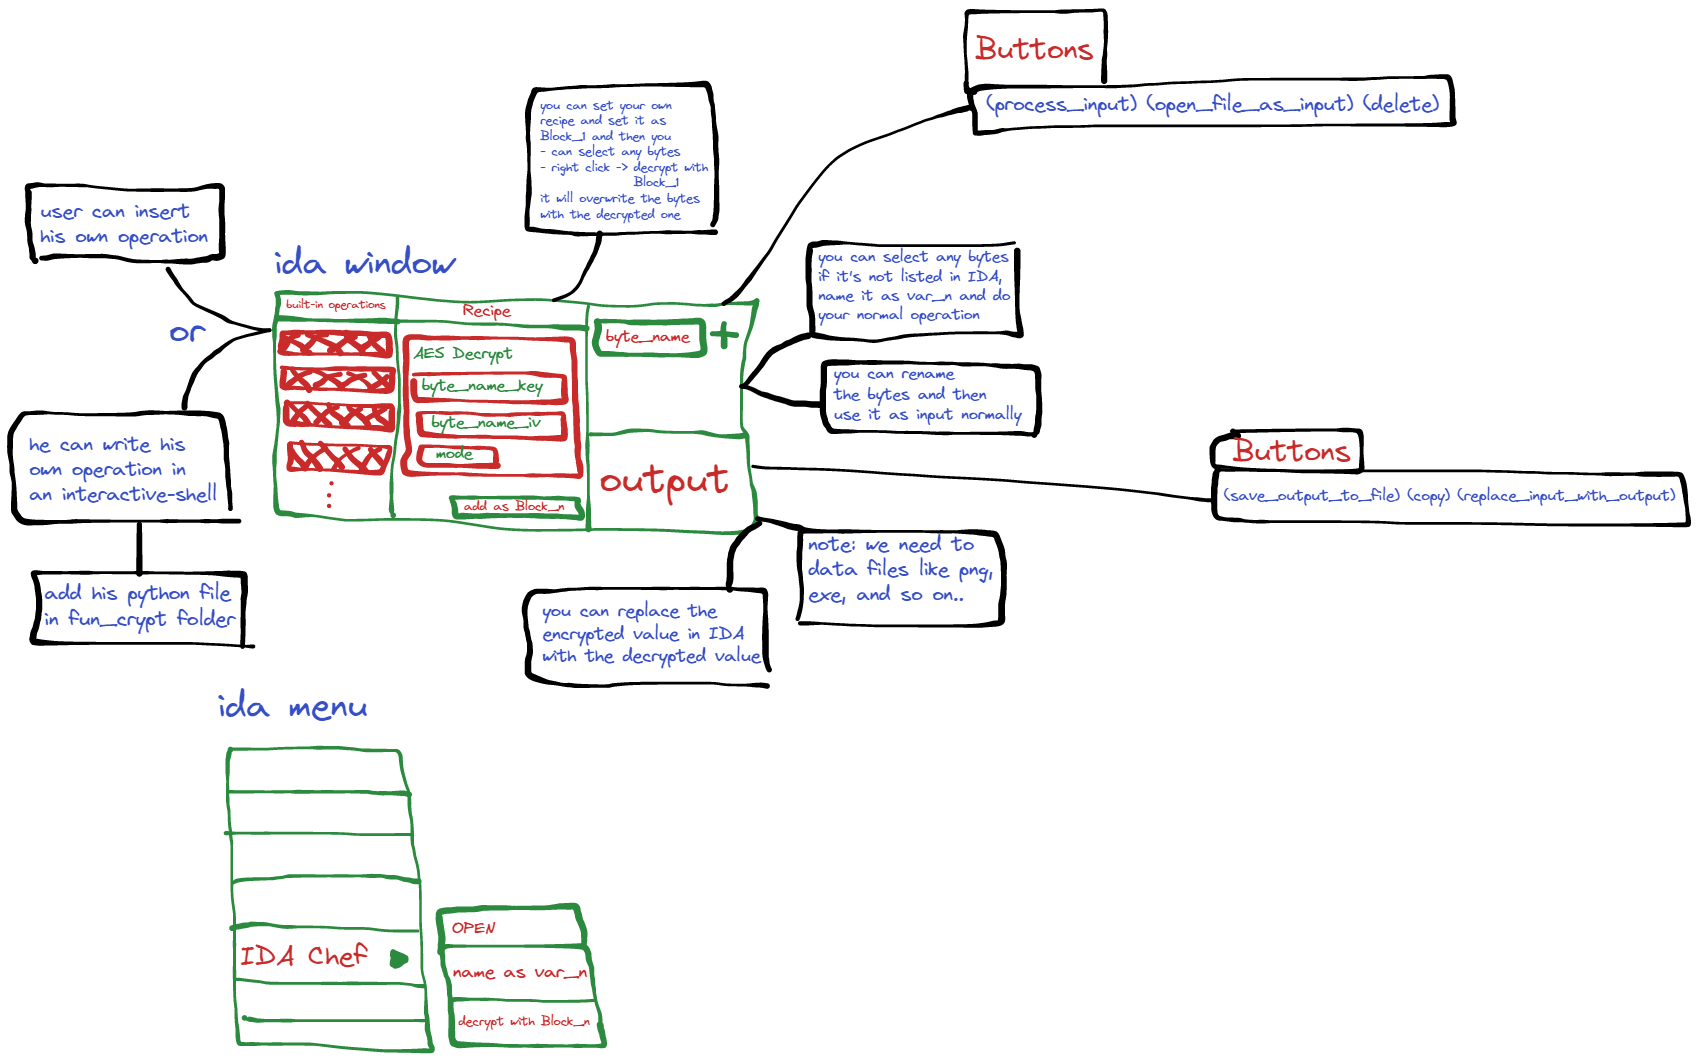 Buttons
(process_input) (open_file_as_input) (delete)
you can set your own
recipe and set it as
Block_1 and then you
- can select any bytes
- right click -> decrypt with
Block_1
it will overwrite the bytes
with the decrypted one
user can insert
his own operation
ida window
you can select any bytes
if it's not listed in IDA,
name it as var_n and do
your normal operation
or
built-in operations
Recipe
byte_name
+
AES Decrypt
byte_name_key
byte_name_iv
mode
add as Block_n
output
you can rename
the bytes and then
use it as input normally
he can write his
own operation in
an interactive-shell
Buttons
(save_output_to_file) (copy) (replace_input_with_output)
add his python file
in fun_crypt folder
note: we need to
data files like png,
exe, and so on..
you can replace the
encrypted value in IDA
with the decrypted value
ida menu
IDA Chef
OPEN
name as var_n
decrypt with Block_n